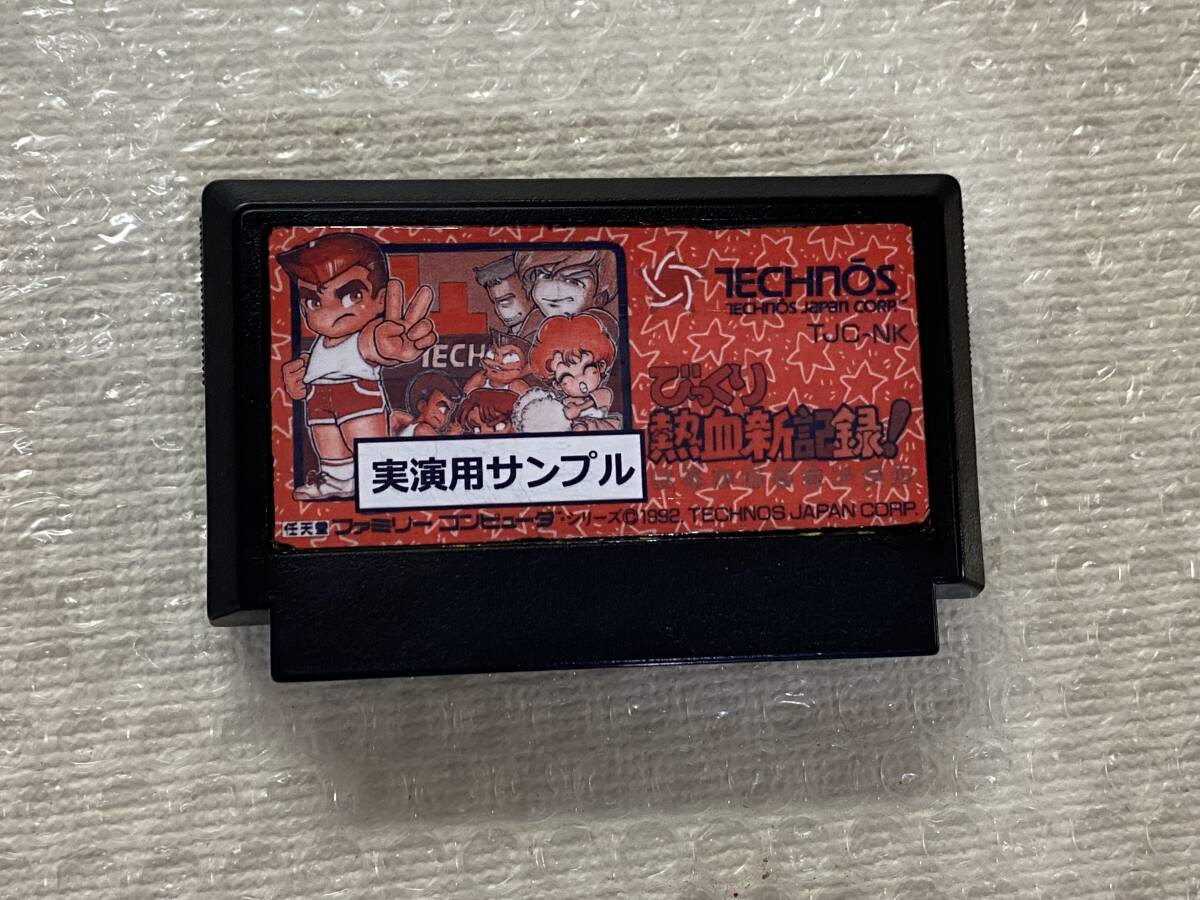 TECHNŌS
TECHNŌS JAPAN CORP.™
TJC-NK
TECH
びっくり
熱血新記録!
実演用サンプル
任天堂 ファミリーコンピュータ・シリーズ©1992, TECHNOS JAPAN CORP.